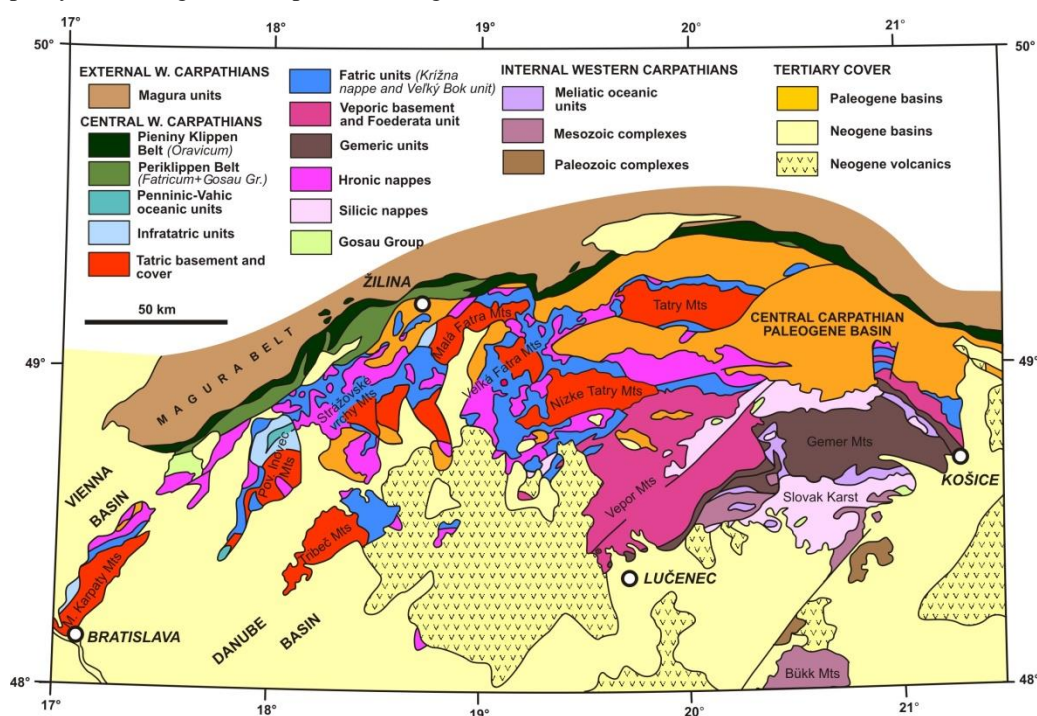 17°
18°
19°
20°
21°
50°
50°
EXTERNAL W. CARPATHIANS
Magura units
CENTRAL W. CARPATHIANS
Pieniny Klippen
Belt (Oravicum)
Periklippen Belt
(Fatricum+Gosau Gr.)
Penninic-Vahic
oceanic units
Infratatric units
Tatric basement and
cover
Fatric units (Krížna
nappe and Veľký Bok unit)
Veporic basement
and Foederata unit
Gemeric units
Hronic nappes
Silicic nappes
Gosau Group
INTERNAL WESTERN CARPATHIANS
Meliatic oceanic
units
Mesozoic complexes
Paleozoic complexes
TERTIARY COVER
Paleogene basins
Neogene basins
Neogene volcanics
50 km
ŽILINA
MAGURA BELT
Malá Fatra Mts
Tatry Mts
CENTRAL CARPATHIAN
PALEOGENE BASIN
49°
49°
Veľká Fatra Mts
Strážovské
vrchy Mts
Nízke Tatry Mts
Pov. Inovec
Mts
Gemer Mts
KOŠICE
VIENNA
BASIN
Vepor Mts
Slovak Karst
Tribeč Mts
M. Karpaty Mts
LUČENEC
BRATISLAVA
DANUBE
BASIN
Bükk Mts
48°
48°
18°
19°
20°
21°